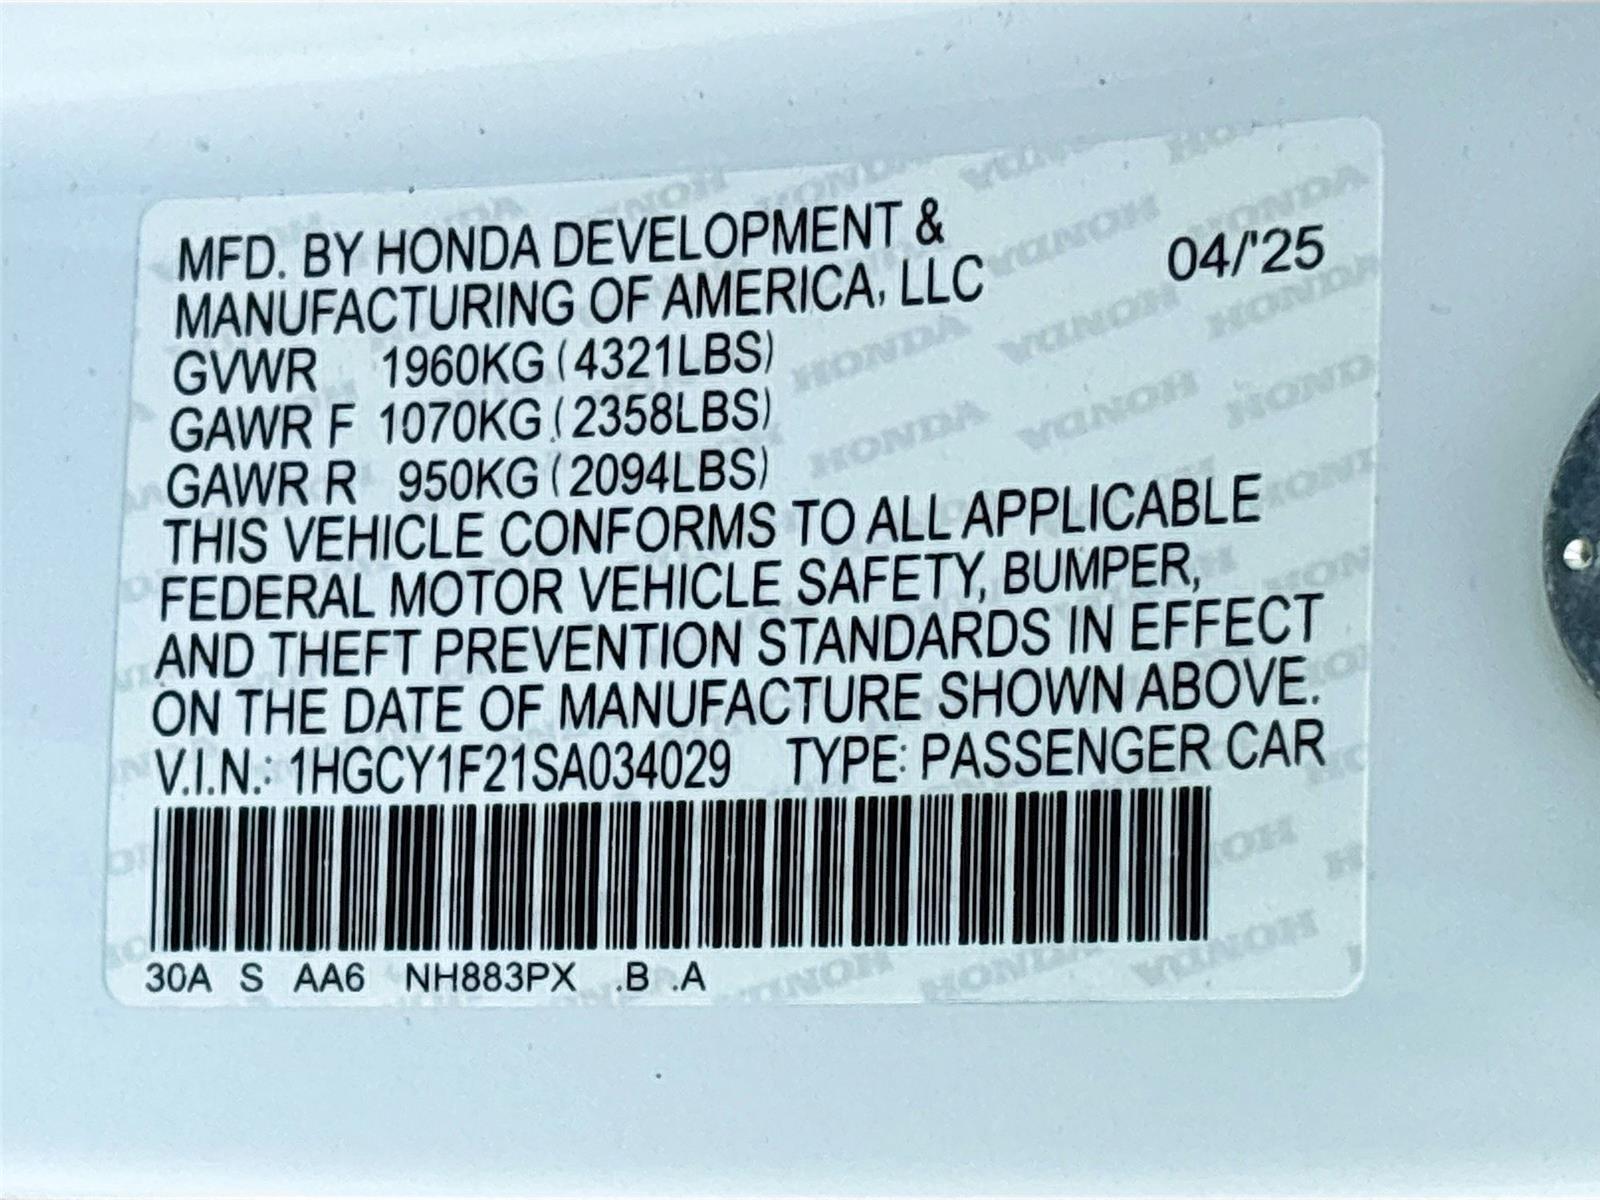 MFD. BY HONDA DEVELOPMENT &
MANUFACTURING OF AMERICA, LLC
04/'25
GVWR 1960KG (4321LBS)
GAWR F 1070KG (2358LBS)
GAWR R 950KG (2094LBS)
THIS VEHICLE CONFORMS TO ALL APPLICABLE
FEDERAL MOTOR VEHICLE SAFETY, BUMPER,
AND THEFT PREVENTION STANDARDS IN EFFECT
ON THE DATE OF MANUFACTURE SHOWN ABOVE.
V.I.N.: 1HGCY1F21SA034029 TYPE: PASSENGER CAR
30A S AA6 NH883PX .B .A